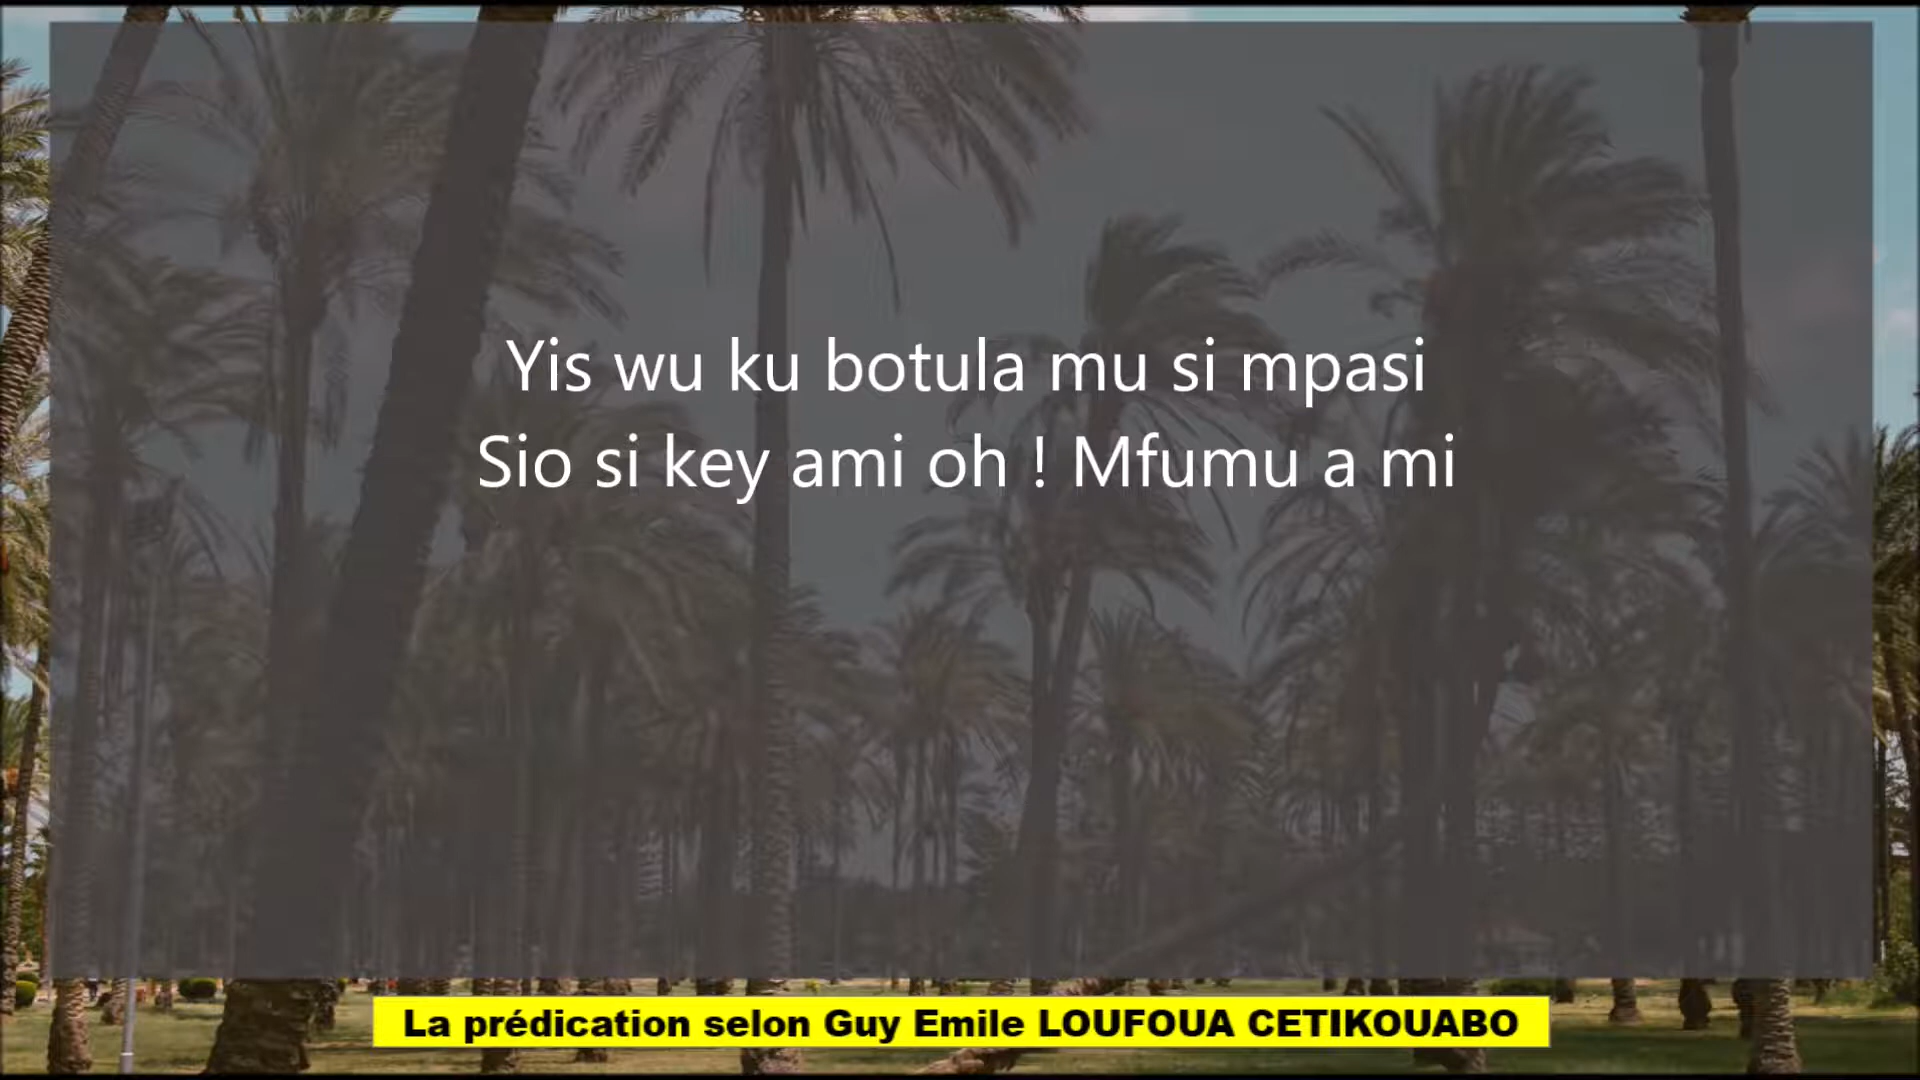 Yis wu ku botula mu si mpasi
Sio si key ami oh ! Mfumu a mi
La prédication selon Guy Emile LOUFOUA CETIKOUABO